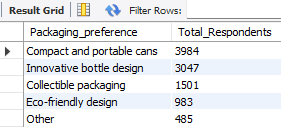 Result Grid Filter Rows:
Packaging_preference Total_Respondents
Compact and portable cans 3984
Innovative bottle design 3047
Collectible packaging 1501
Eco-friendly design 983
Other 485